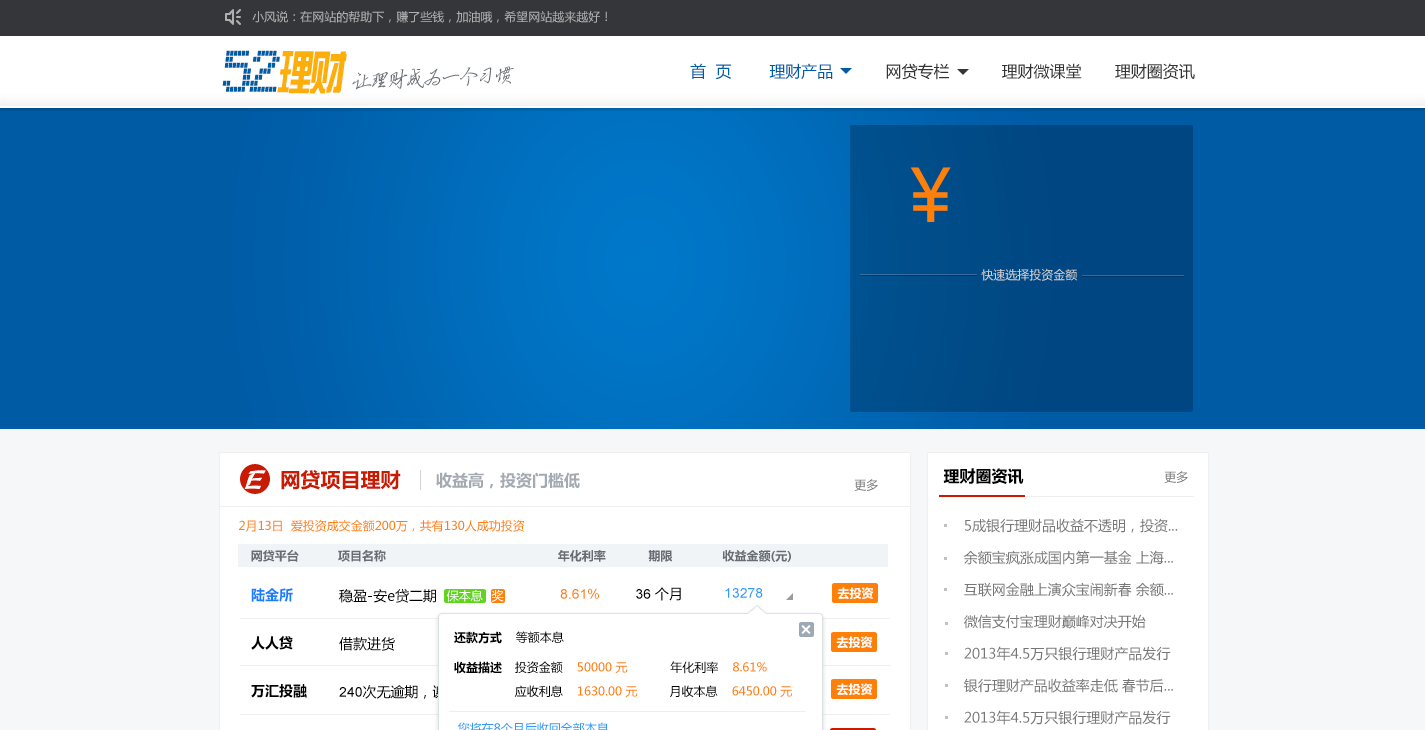 小风说：在网站的帮助下，赚了些钱，加油哦，希望网站越来越好！
52理财 让理财成为一个习惯
首 页 理财产品 网贷专栏 理财微课堂 理财圈资讯
¥
快速选择投资金额
E 网贷项目理财 收益高，投资门槛低 更多
2月13日 爱投资成交金额200万，共有130人成功投资
网贷平台 项目名称 年化利率 期限 收益金额(元)
陆金所 稳盈-安e贷二期 保本息 奖 8.61% 36 个月 13278 去投资
人人贷 借款进货 去投资
万汇投融 240次无逾期， 去投资
还款方式 等额本息
收益描述 投资金额 50000 元 年化利率 8.61%
应收利息 1630.00 元 月收本息 6450.00 元
您将在8个月后收回全部本息
理财圈资讯 更多
5成银行理财品收益不透明，投资...
余额宝疯涨成国内第一基金 上海...
互联网金融上演众宝闹新春 余额...
微信支付宝理财巅峰对决开始
2013年4.5万只银行理财产品发行
银行理财产品收益率走低 春节后...
2013年4.5万只银行理财产品发行